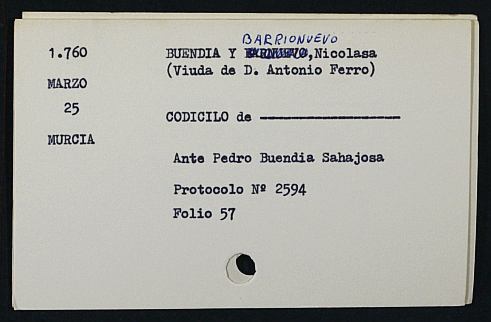 BARRIONUEVO
1.760 BUENDIA Y ,Nicolasa
(Viuda de D. Antonio Ferro)
MARZO
25
CODICILO de
MURCIA
Ante Pedro Buendia Sahajosa
Protocolo Nº 2594
Folio 57